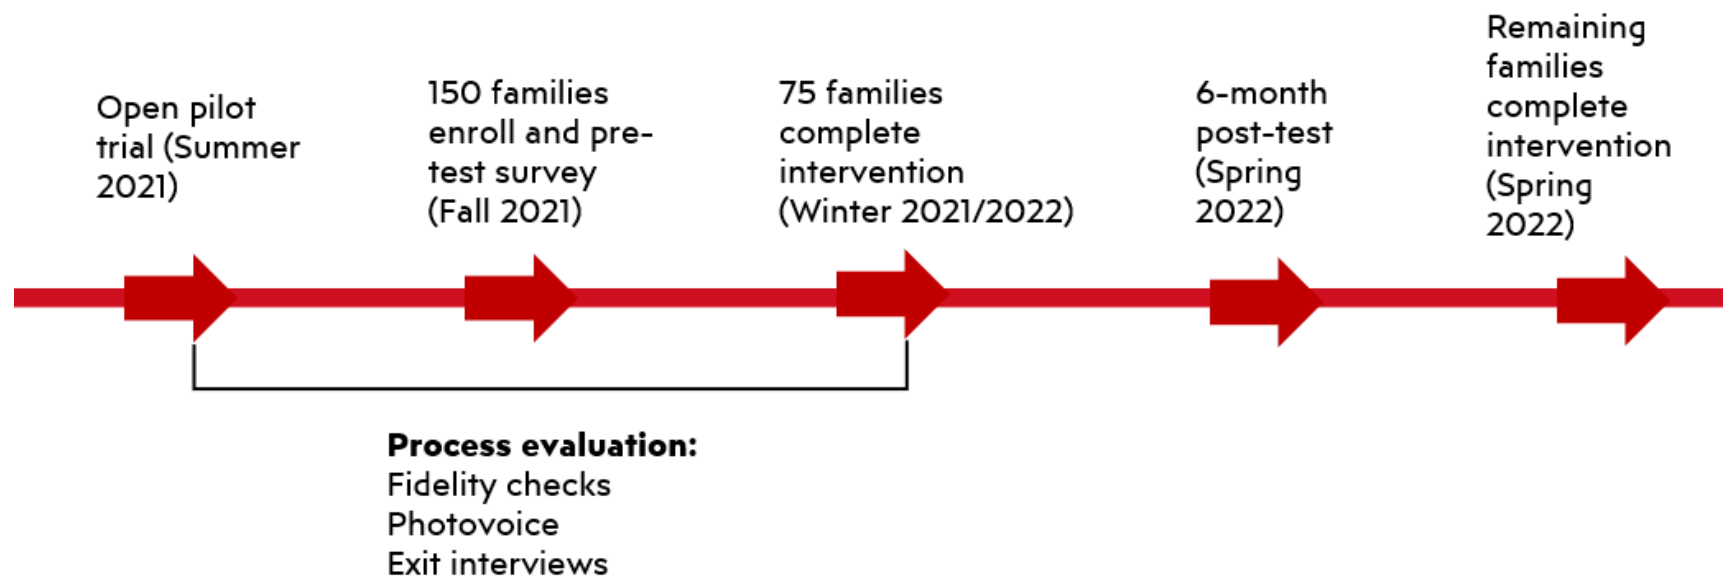 Open pilot
trial (Summer
2021)
150 families
enroll and pre-
test survey
(Fall 2021)
75 families
complete
intervention
(Winter 2021/2022)
6-month
post-test
(Spring
2022)
Remaining
families
complete
intervention
(Spring
2022)
Process evaluation:
Fidelity checks
Photovoice
Exit interviews